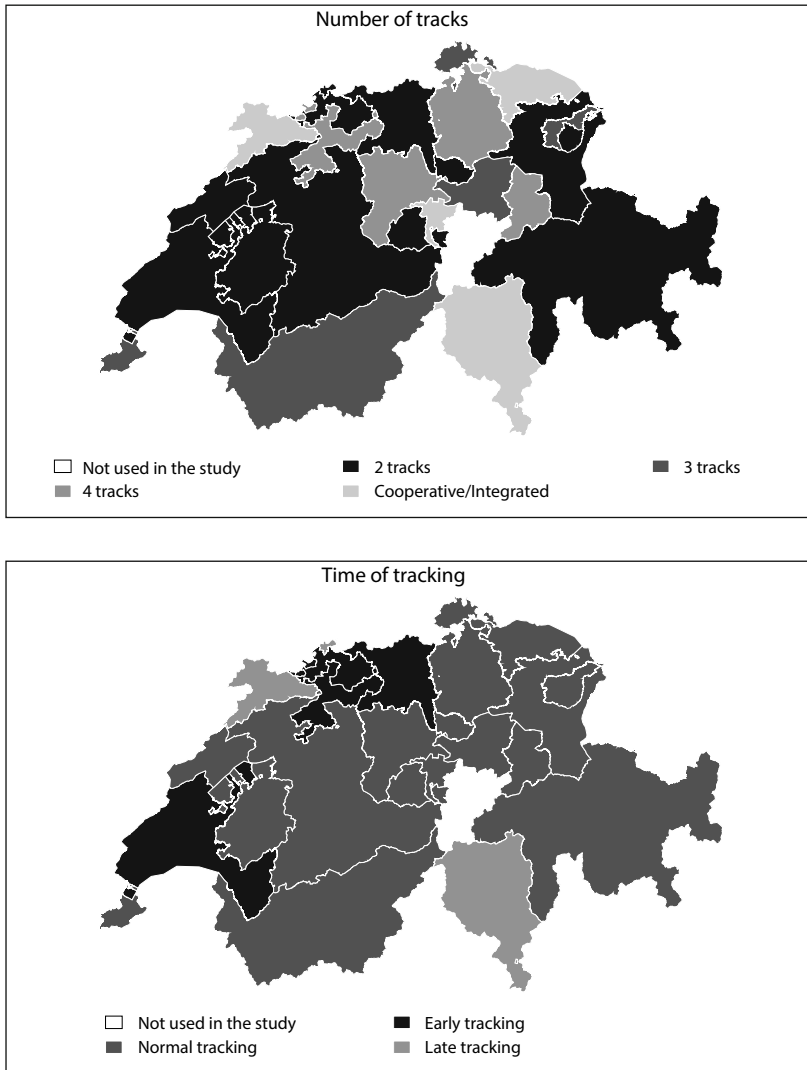 Number of tracks
Not used in the study 2 tracks 3 tracks
4 tracks Cooperative/Integrated
Time of tracking
Not used in the study Early tracking
Normal tracking Late tracking